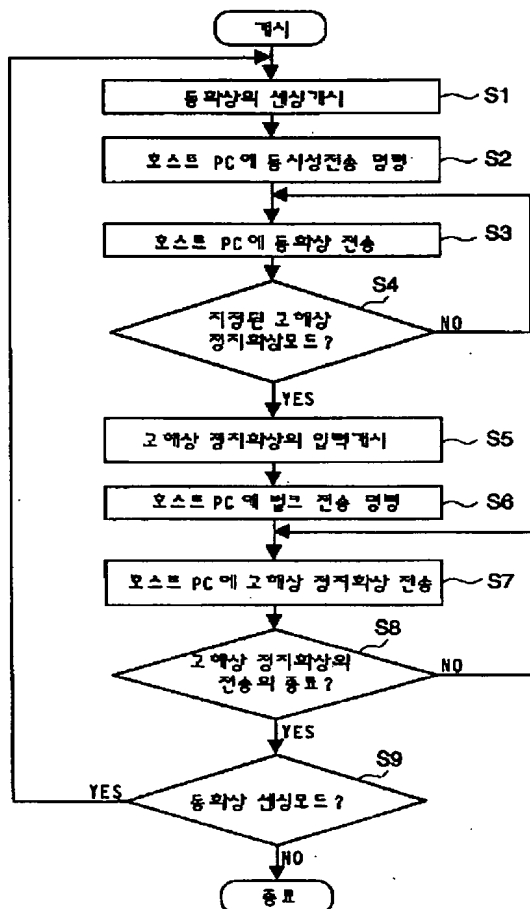 개시
동화상의 센싱개시
S1
호스트 PC에 동시성전송 명령
S2
호스트 PC에 동화상 전송
S3
S4
지정된 고해상
정지화상모드?
NO
YES
고해상 정지화상의 입력개시
S5
호스트 PC에 벌크 전송 명령
S6
호스트 PC에 고해상 정지화상 전송
S7
S8
고해상 정지화상의
전송의 종료?
NO
YES
S9
동화상 센싱모드?
YES
NO
종료